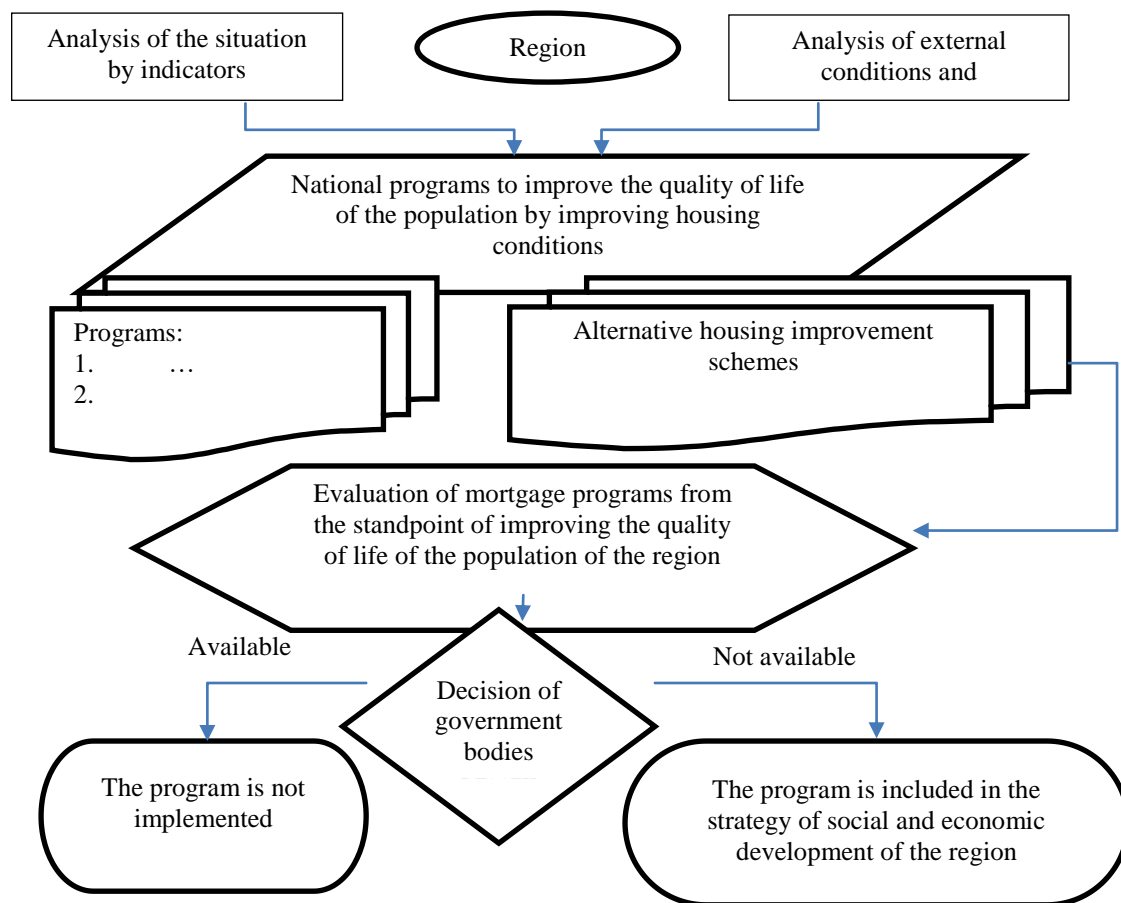 Analysis of the situation
by indicators
Region
Analysis of external
conditions and
National programs to improve the quality of life
of the population by improving housing
conditions
Programs:
1. …
2.
Alternative housing improvement
schemes
Evaluation of mortgage programs from
the standpoint of improving the quality
of life of the population of the region
Available
Not available
Decision of
government
bodies
The program is not
implemented
The program is included in the
strategy of social and economic
development of the region